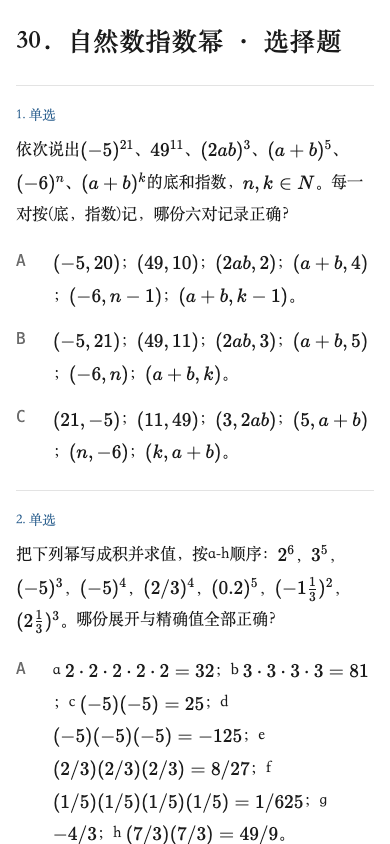 30. 自然数指数幂 · 选择题
1. 单选
依次说出(−5)²¹、49¹¹、(2ab)³、(a + b)⁵、
(−6)ⁿ、(a + b)ᵏ的底和指数，n, k ∈ N。每一
对按(底，指数)记，哪份六对记录正确?
A (−5, 20)；(49, 10)；(2ab, 2)；(a + b, 4)
；(−6, n − 1)；(a + b, k − 1)。
B (−5, 21)；(49, 11)；(2ab, 3)；(a + b, 5)
；(−6, n)；(a + b, k)。
C (21, −5)；(11, 49)；(3, 2ab)；(5, a + b)
；(n, −6)；(k, a + b)。
2. 单选
把下列幂写成积并求值，按a-h顺序：2⁶，3⁵，
(−5)³，(−5)⁴，(2/3)⁴，(0.2)⁵，(−1⅓)²，
(2⅓)³。哪份展开与精确值全部正确?
A a 2 · 2 · 2 · 2 · 2 = 32；b 3 · 3 · 3 · 3 = 81
；c (−5)(−5) = 25；d
(−5)(−5)(−5) = −125；e
(2/3)(2/3)(2/3) = 8/27；f
(1/5)(1/5)(1/5)(1/5) = 1/625；g
−4/3；h (7/3)(7/3) = 49/9。